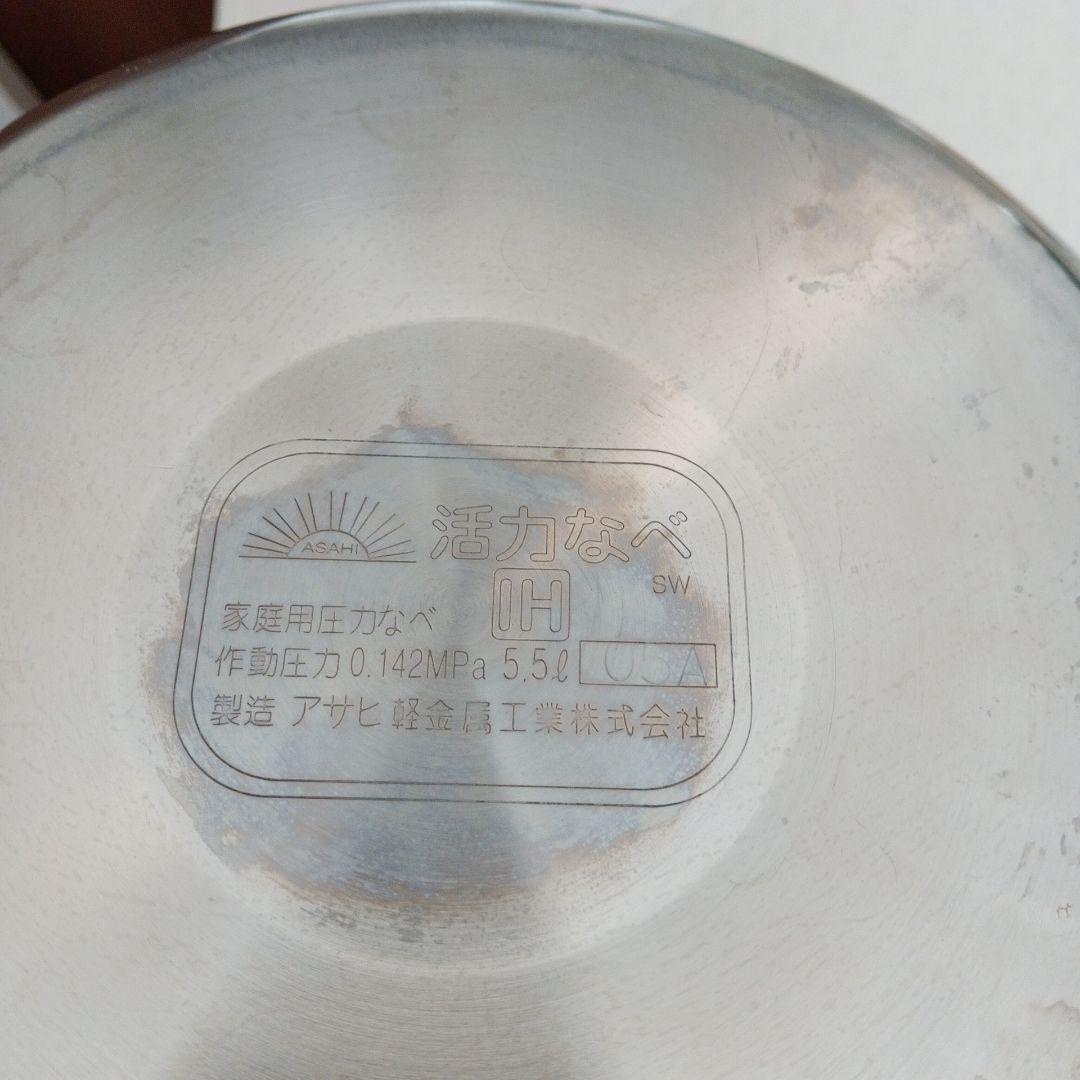 ASAHI
活力なべ
IH
SW
家庭用圧力なべ
作動圧力 0.142MPa 5.5ℓ 05A
製造 アサヒ軽金属工業株式会社